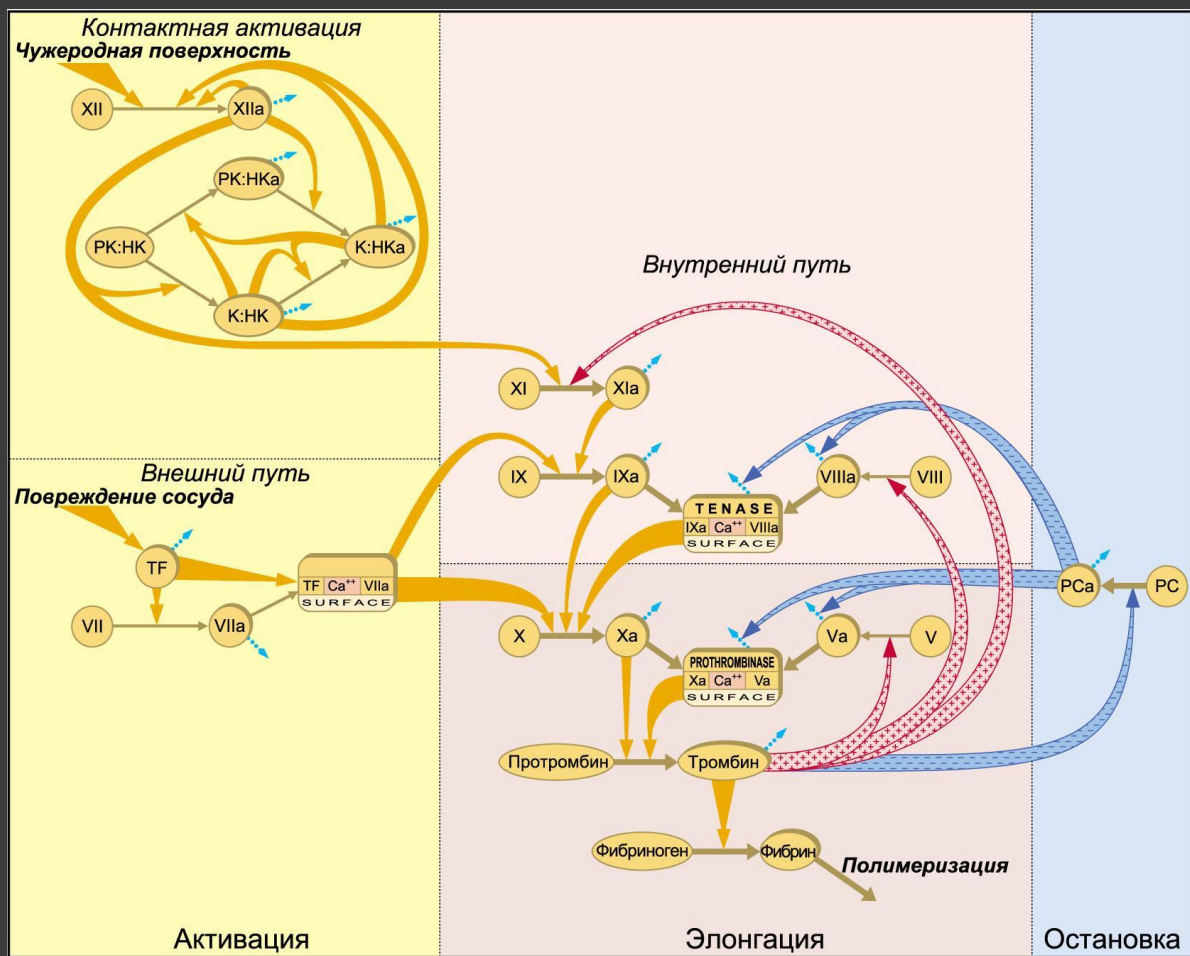 Контактная активация
Чужеродная поверхность
XII
XIIa
PK:HKa
PK:HK
K:HKa
K:HK
Внутренний путь
XI
XIa
IX
IXa
VIIIa
VIII
TENASE
IXa Ca++ VIIIa
SURFACE
Внешний путь
Повреждение сосуда
TF
TF Ca++ VIIa
SURFACE
VII
VIIa
X
Xa
Va
V
PROTHROMBINASE
Xa Ca++ Va
SURFACE
PCa
PC
Протромбин
Тромбин
Фибриноген
Фибрин
Полимеризация
Активация
Элонгация
Остановка